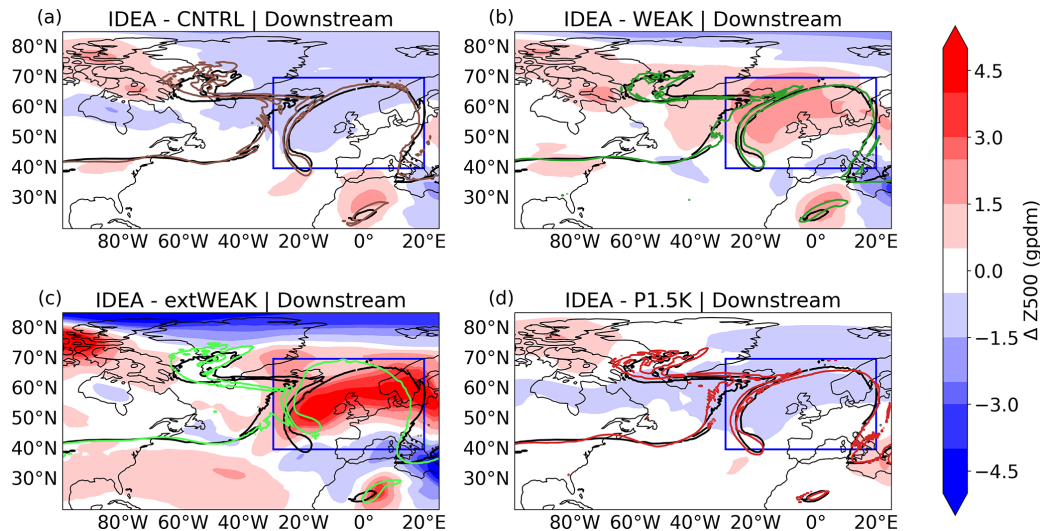 (a) IDEA - CNTRL | Downstream
80°N
70°N
60°N
50°N
40°N
30°N
80°W 60°W 40°W 20°W 0° 20°E
(b) IDEA - WEAK | Downstream
80°N
70°N
60°N
50°N
40°N
30°N
80°W 60°W 40°W 20°W 0° 20°E
(c) IDEA - extWEAK | Downstream
80°N
70°N
60°N
50°N
40°N
30°N
80°W 60°W 40°W 20°W 0° 20°E
(d) IDEA - P1.5K | Downstream
80°N
70°N
60°N
50°N
40°N
30°N
80°W 60°W 40°W 20°W 0° 20°E
4.5
3.0
1.5
0.0
−1.5
−3.0
−4.5
Δ Z500 (gpdm)